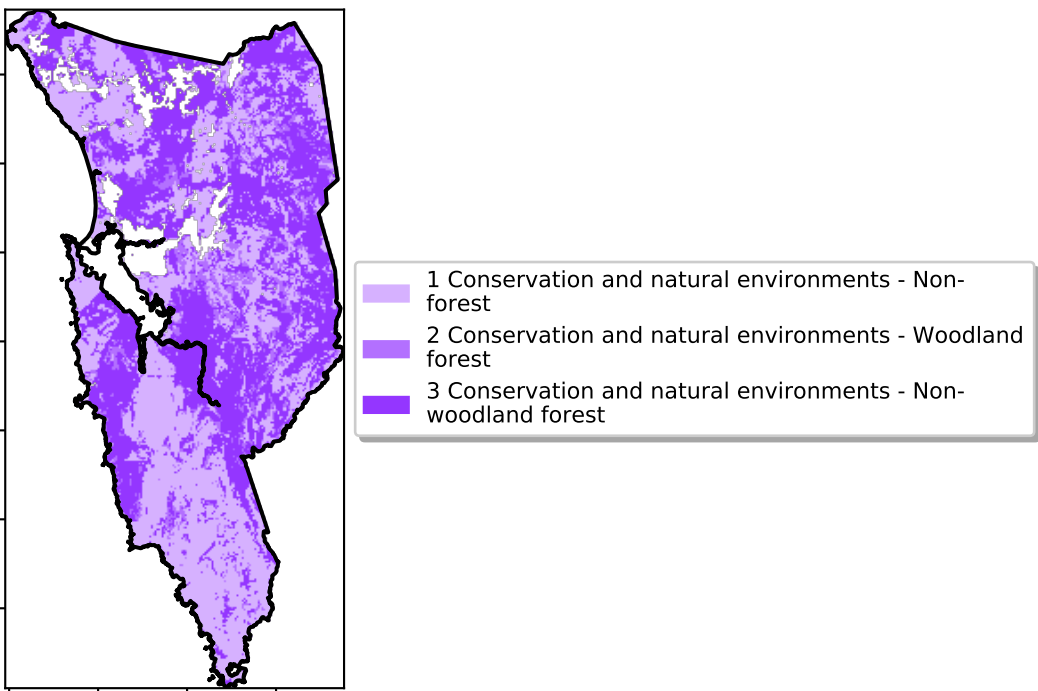 1 Conservation and natural environments - Non-
forest
2 Conservation and natural environments - Woodland
forest
3 Conservation and natural environments - Non-
woodland forest